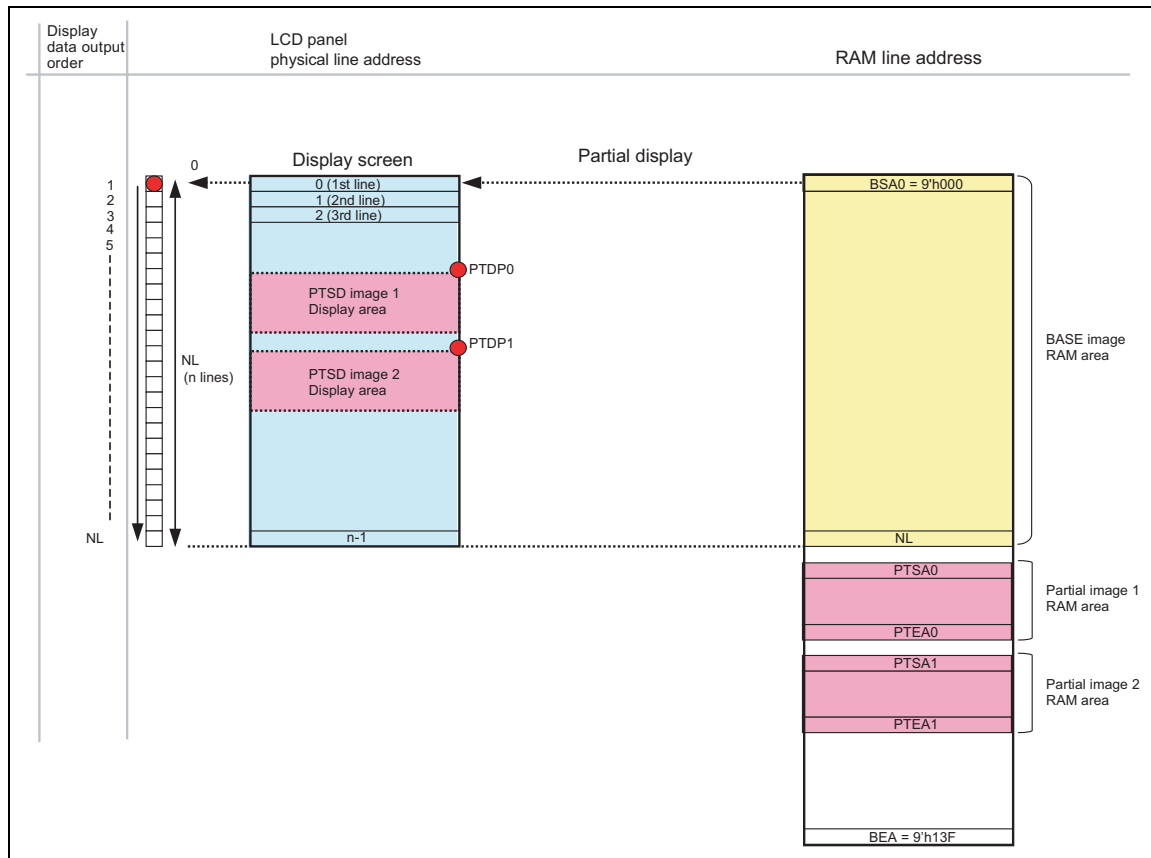 Display
data output
order
LCD panel
physical line address
RAM line address
0
Display screen
Partial display
1
2
3
4
5
NL
NL
(n lines)
0 (1st line)
1 (2nd line)
2 (3rd line)
PTDP0
PTSD image 1
Display area
PTDP1
PTSD image 2
Display area
n-1
BSA0 = 9'h000
BASE image
RAM area
NL
PTSA0
Partial image 1
RAM area
PTEA0
PTSA1
Partial image 2
RAM area
PTEA1
BEA = 9'h13F